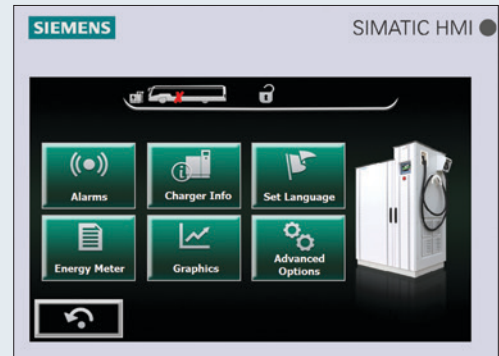 SIEMENS
SIMATIC HMI
Alarms
Charger Info
Set Language
Energy Meter
Graphics
Advanced
Options